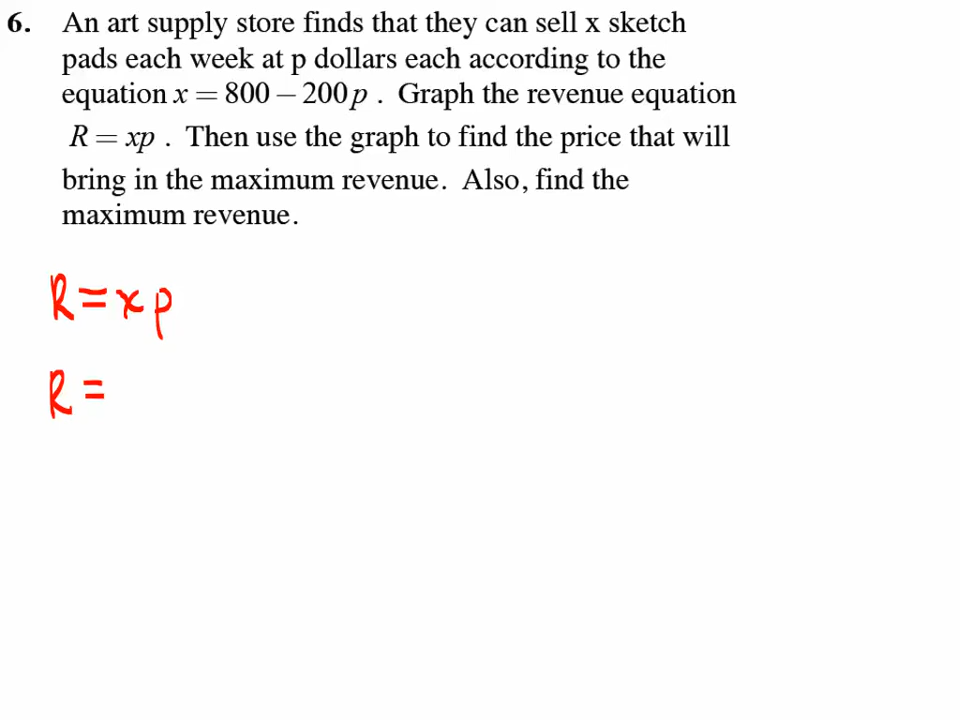 6. An art supply store finds that they can sell x sketch
pads each week at p dollars each according to the
equation x = 800 – 200p . Graph the revenue equation
R = xp . Then use the graph to find the price that will
bring in the maximum revenue. Also, find the
maximum revenue.
R = xp
R =